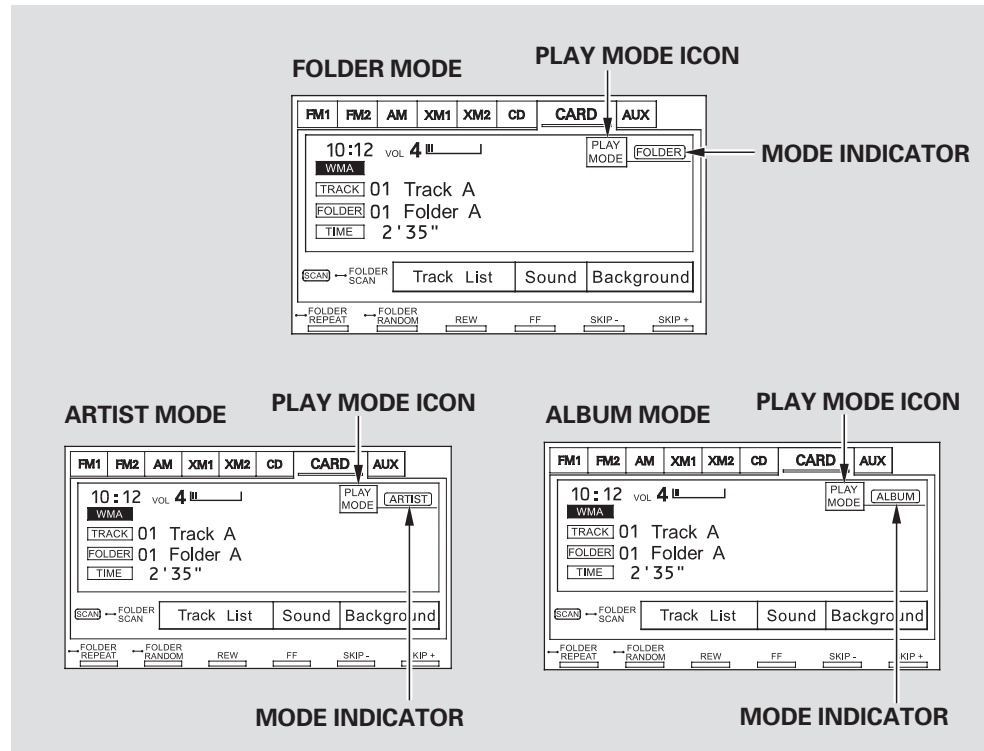 FOLDER MODE
PLAY MODE ICON
FM1 FM2 AM XM1 XM2 CD CARD AUX
10:12 VOL 4 PLAY MODE FOLDER
MODE INDICATOR
WMA
TRACK 01 Track A
FOLDER 01 Folder A
TIME 2'35"
SCAN FOLDER SCAN Track List Sound Background
FOLDER REPEAT FOLDER RANDOM REW FF SKIP - SKIP +
ARTIST MODE
PLAY MODE ICON
FM1 FM2 AM XM1 XM2 CD CARD AUX
10:12 VOL 4 PLAY MODE ARTIST
WMA
TRACK 01 Track A
FOLDER 01 Folder A
TIME 2'35"
SCAN FOLDER SCAN Track List Sound Background
FOLDER REPEAT FOLDER RANDOM REW FF SKIP - SKIP +
MODE INDICATOR
ALBUM MODE
PLAY MODE ICON
FM1 FM2 AM XM1 XM2 CD CARD AUX
10:12 VOL 4 PLAY MODE ALBUM
WMA
TRACK 01 Track A
FOLDER 01 Folder A
TIME 2'35"
SCAN FOLDER SCAN Track List Sound Background
FOLDER REPEAT FOLDER RANDOM REW FF SKIP - SKIP +
MODE INDICATOR